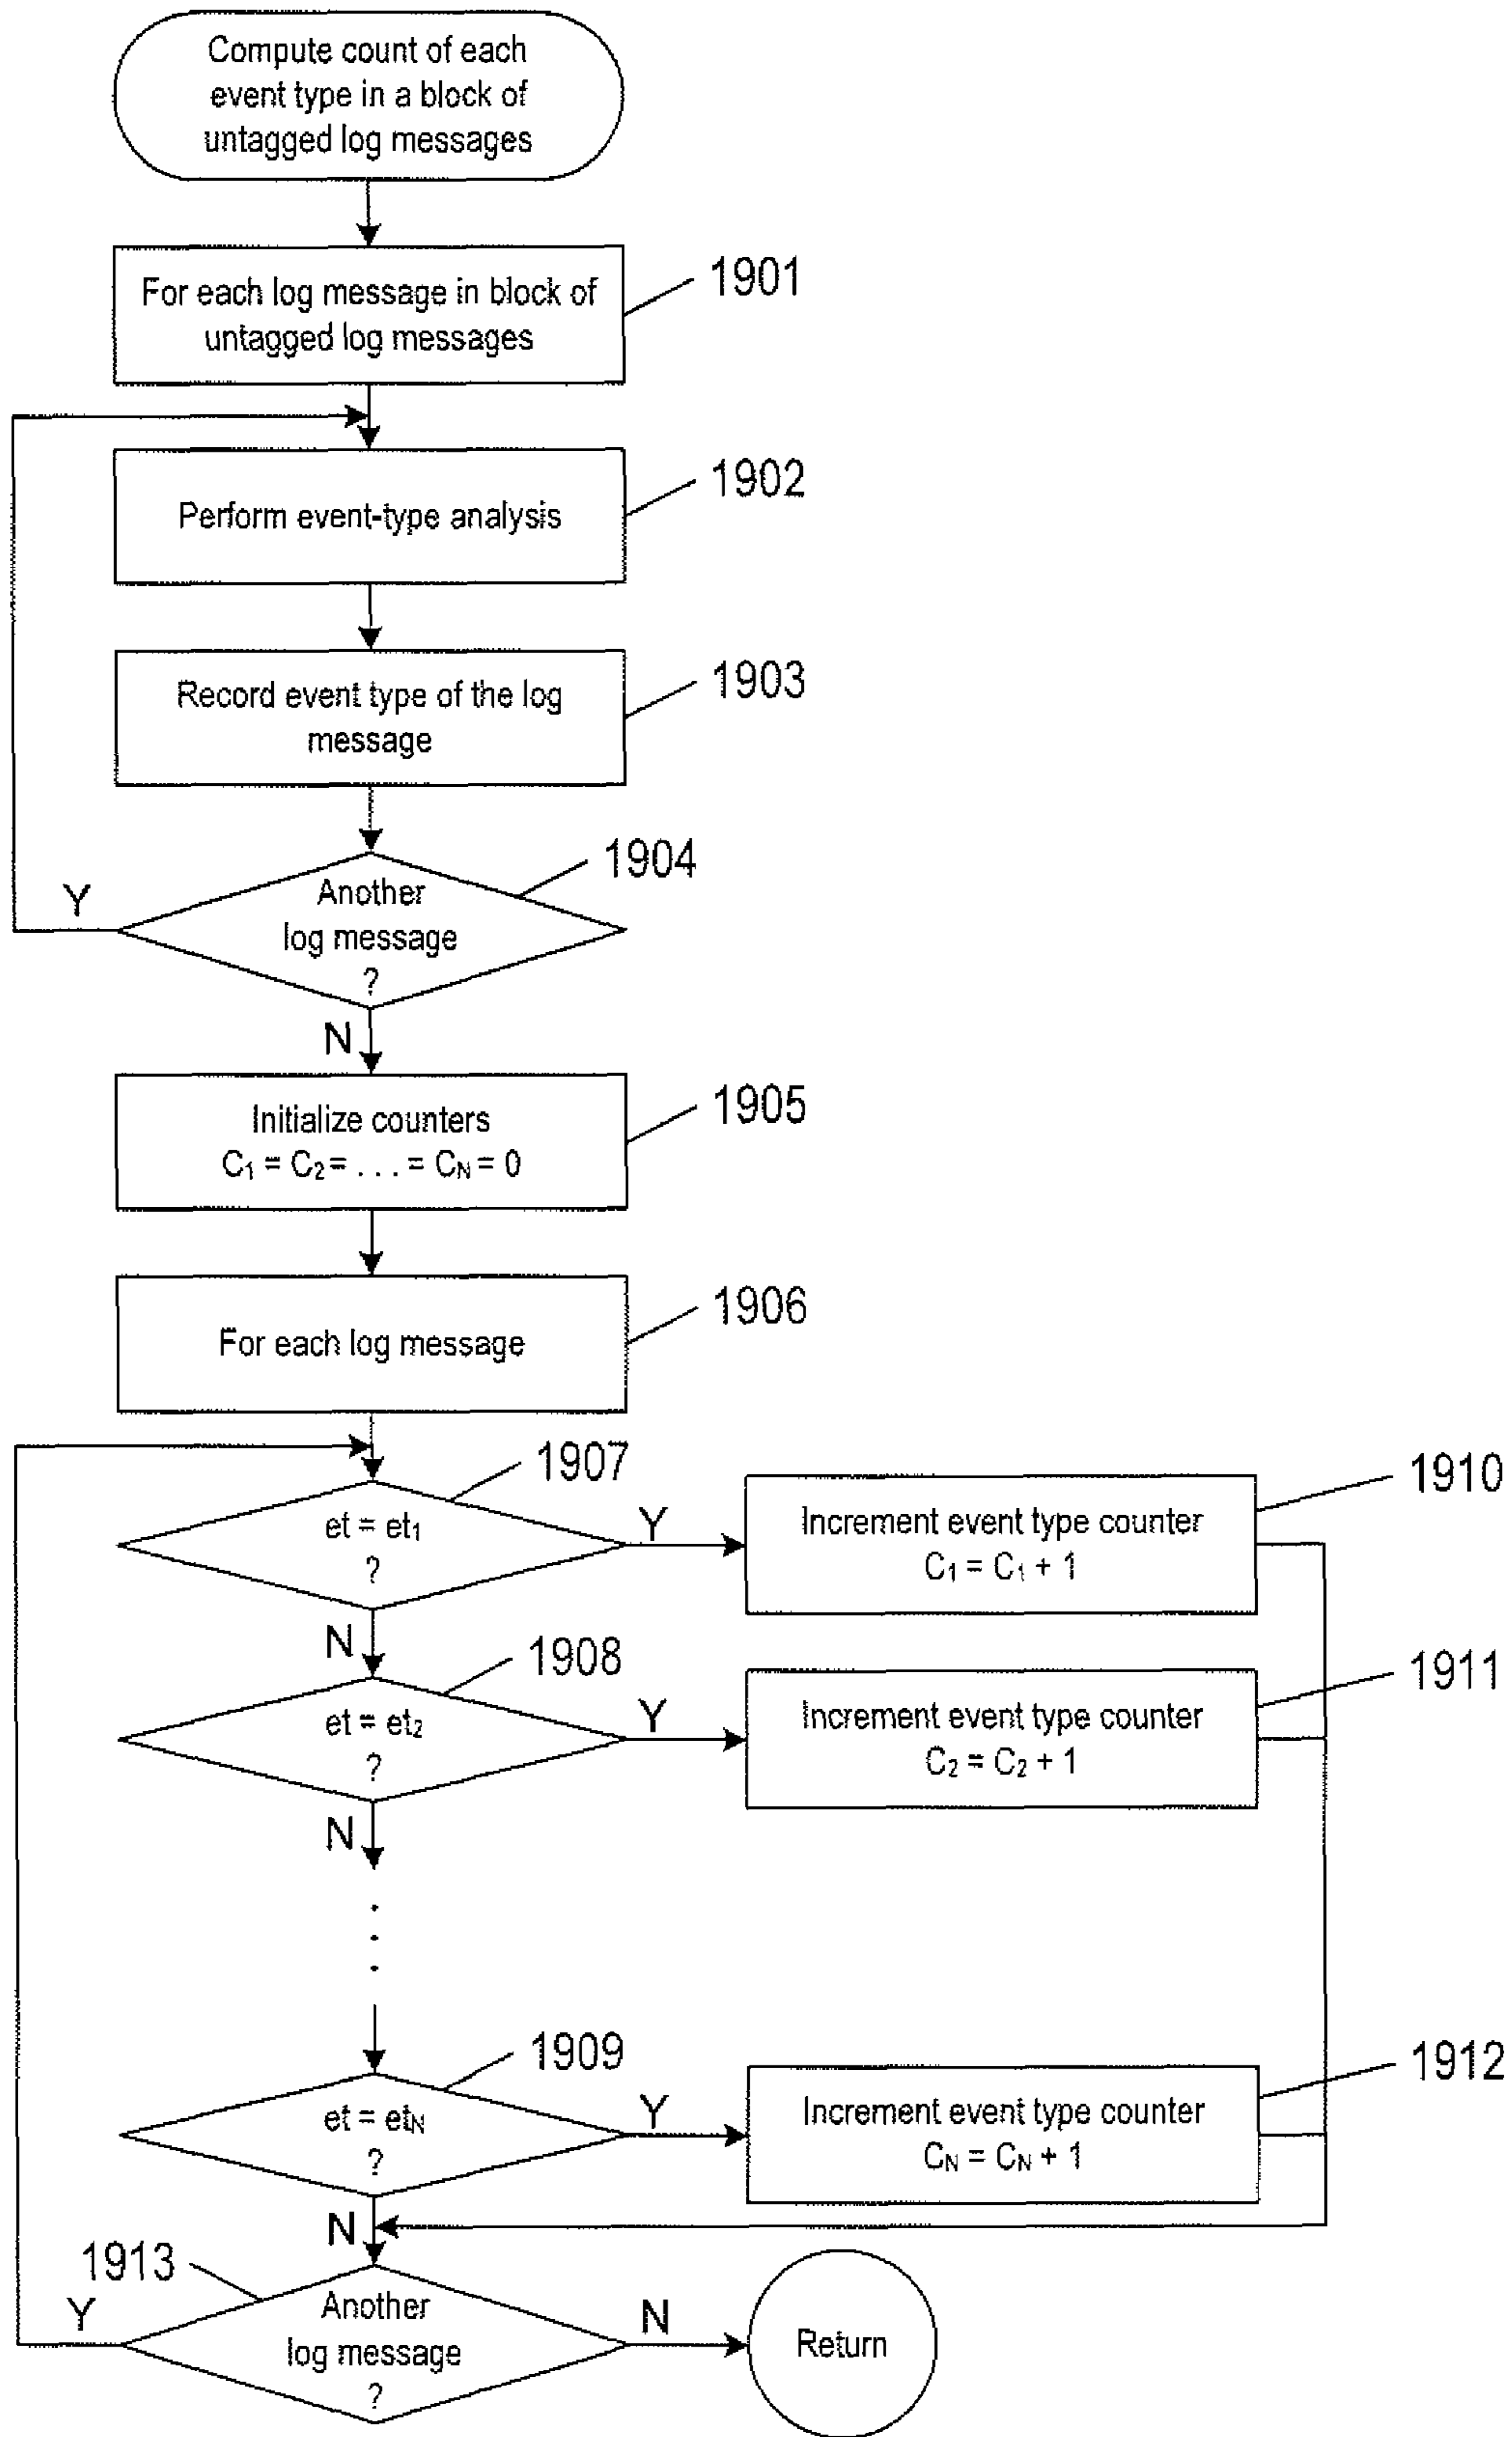 Compute count of each
event type in a block of
untagged log messages
For each log message in block of
untagged log messages
1901
Perform event-type analysis
1902
Record event type of the log
message
1903
Another
log message
?
1904
Y
N
Initialize counters
C₁ = C₂ = . . . = C_N = 0
1905
For each log message
1906
et = et₁
?
1907
Y
Increment event type counter
C₁ = C₁ + 1
1910
N
et = et₂
?
1908
Y
Increment event type counter
C₂ = C₂ + 1
1911
N
.
.
.
et = et_N
?
1909
Y
Increment event type counter
C_N = C_N + 1
1912
N
1913
Another
log message
?
Y
N
Return